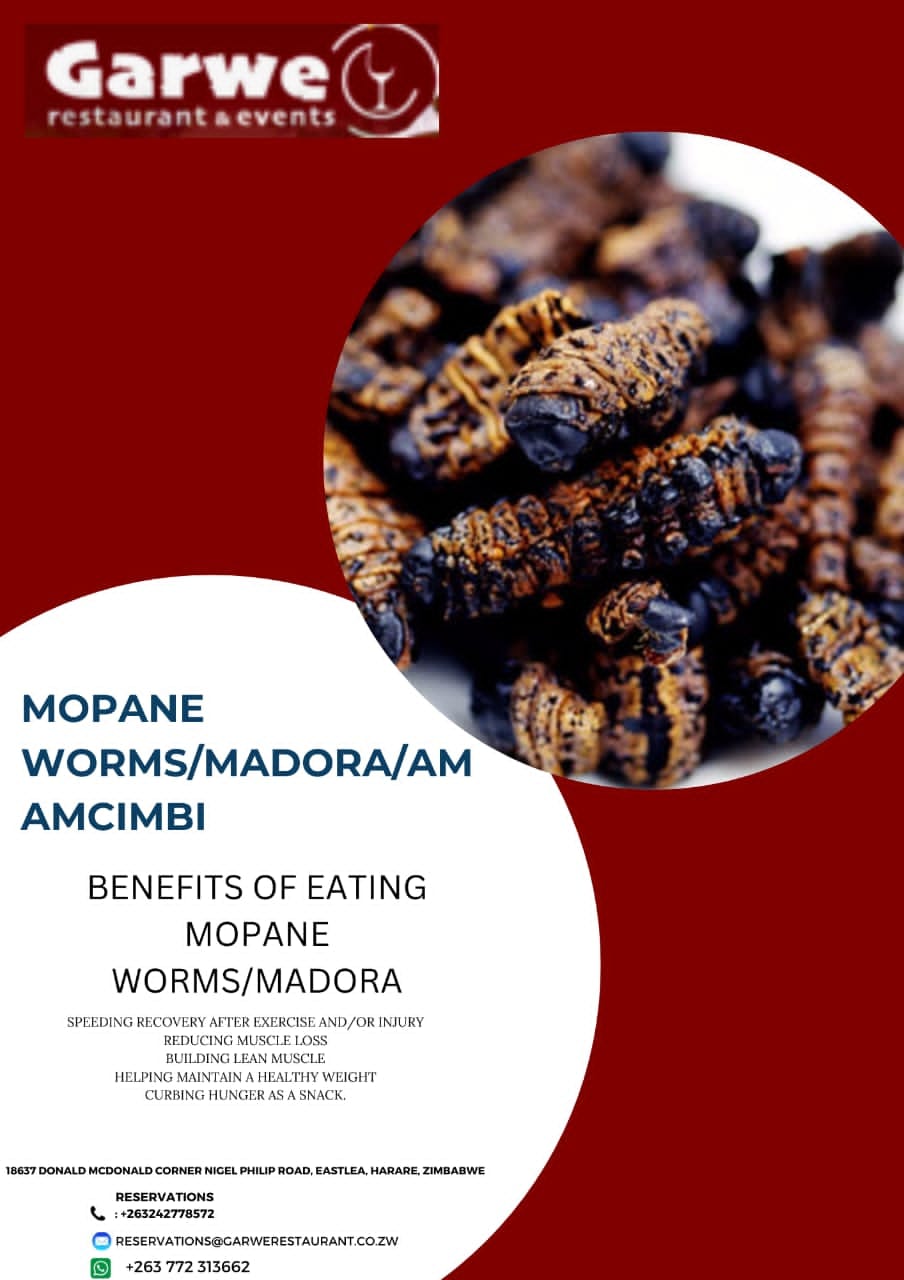 Garwe
restaurant & events
MOPANE
WORMS/MADORA/AM
AMCIMBI
BENEFITS OF EATING
MOPANE
WORMS/MADORA
SPEEDING RECOVERY AFTER EXERCISE AND/OR INJURY
REDUCING MUSCLE LOSS
BUILDING LEAN MUSCLE
HELPING MAINTAIN A HEALTHY WEIGHT
CURBING HUNGER AS A SNACK.
18637 DONALD MCDONALD CORNER NIGEL PHILIP ROAD, EASTLEA, HARARE, ZIMBABWE
RESERVATIONS
: +263242778572
RESERVATIONS@GARWERESTAURANT.CO.ZW
+263 772 313662